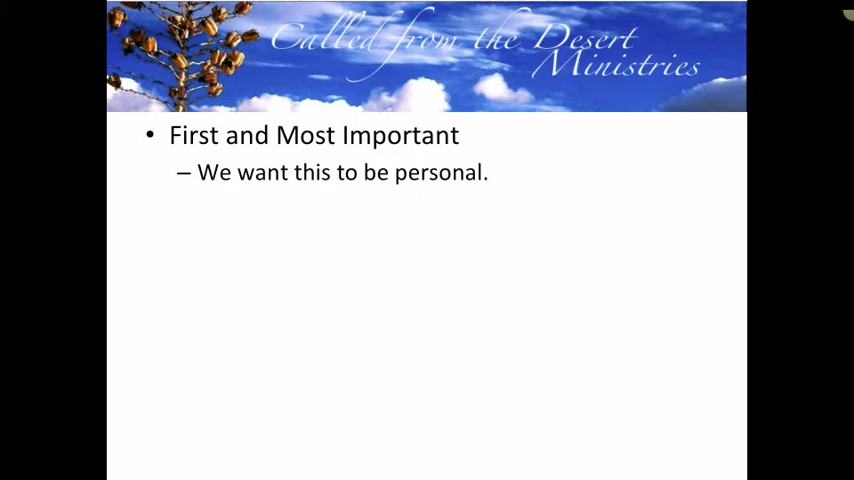 Called from the Desert
Ministries
• First and Most Important
– We want this to be personal.